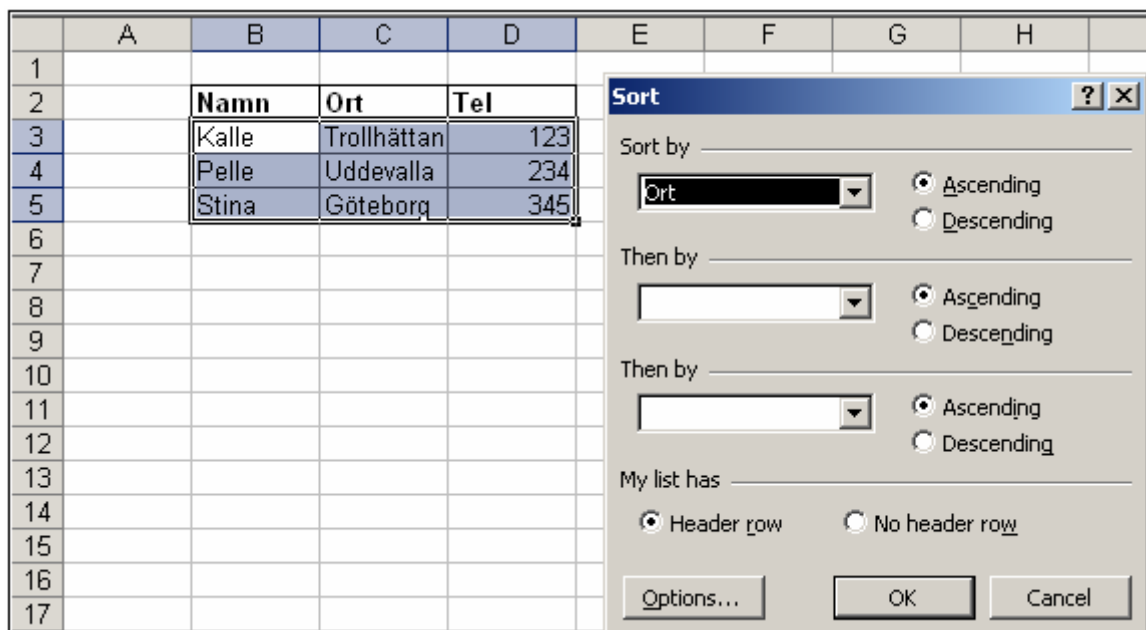 A B C D E F G H
1
2 Namn Ort Tel
3 Kalle Trollhättan 123
4 Pelle Uddevalla 234
5 Stina Göteborg 345
6
7
8
9
10
11
12
13
14
15
16
17
Sort
Sort by
Ort Ascending
Descending
Then by
Ascending
Descending
Then by
Ascending
Descending
My list has
Header row No header row
Options... OK Cancel